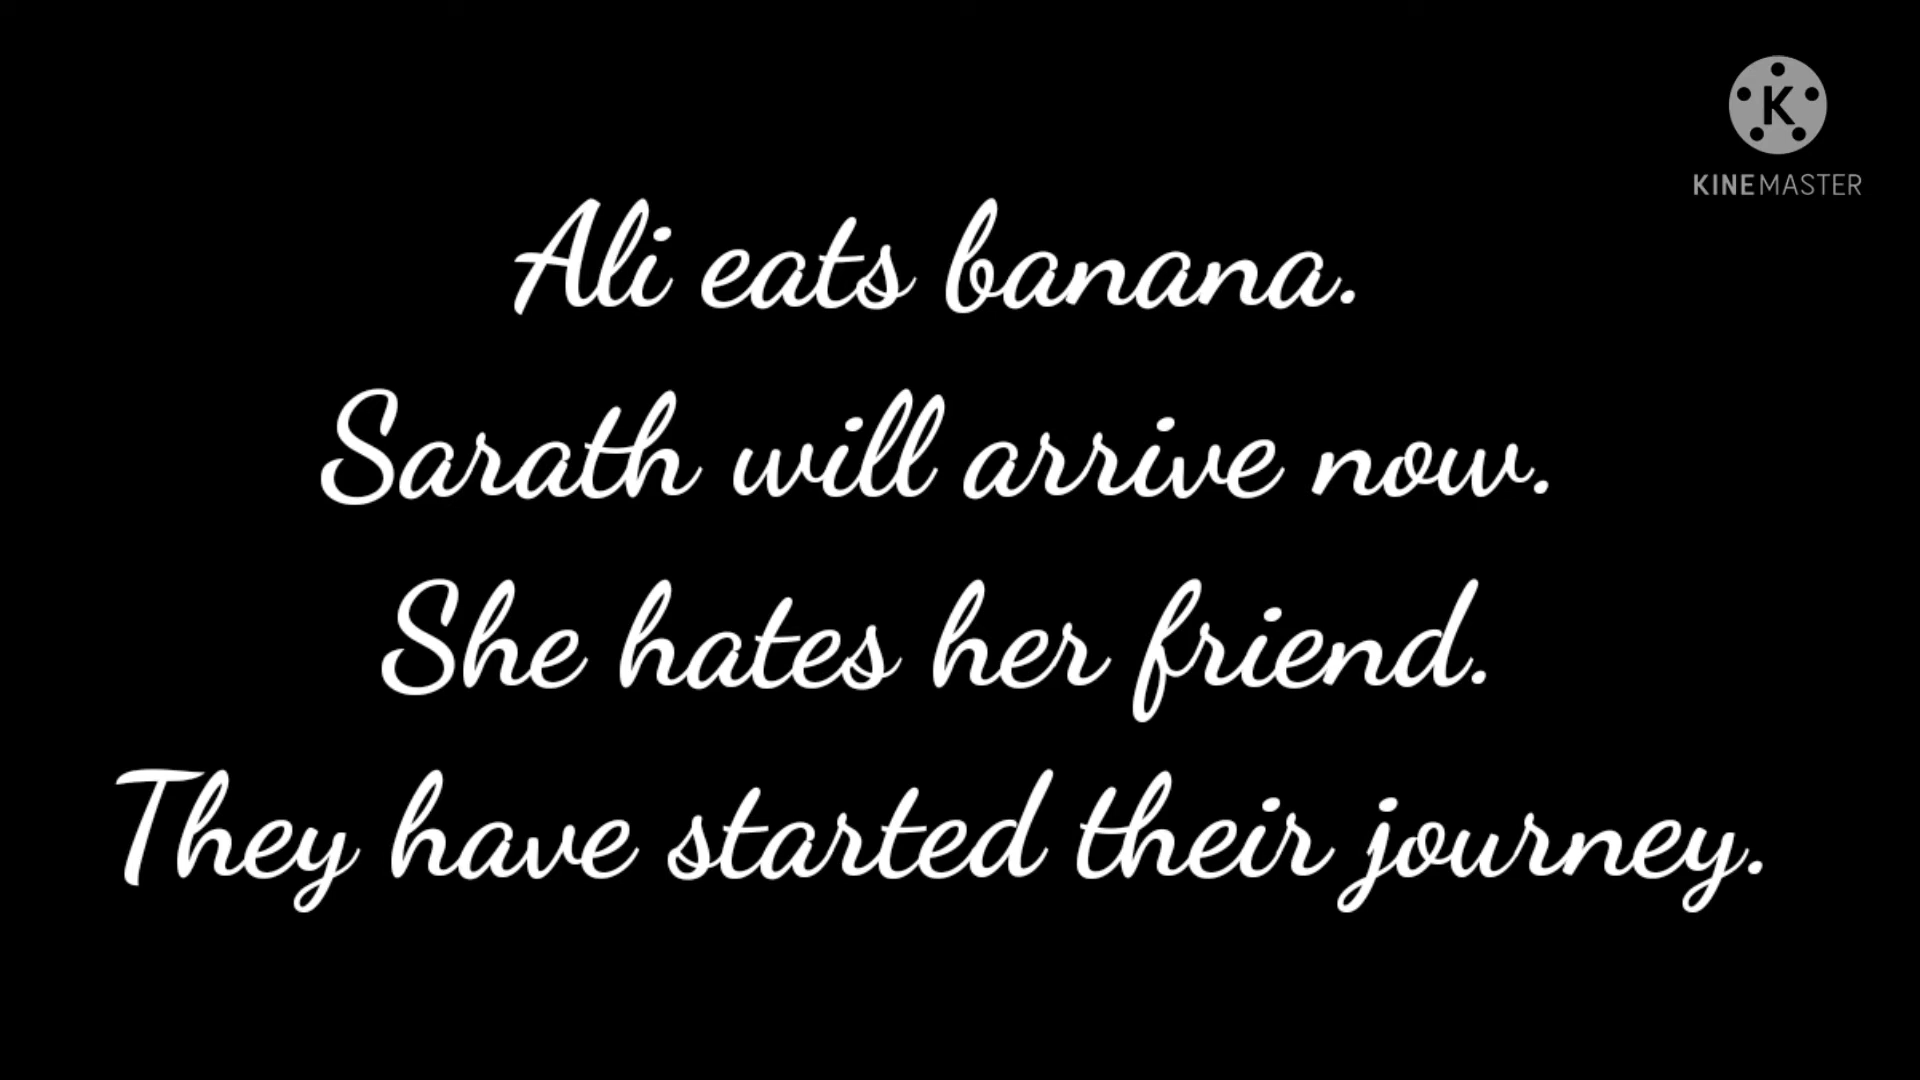 KINEMASTER
Ali eats banana.
Sarath will arrive now.
She hates her friend.
They have started their journey.